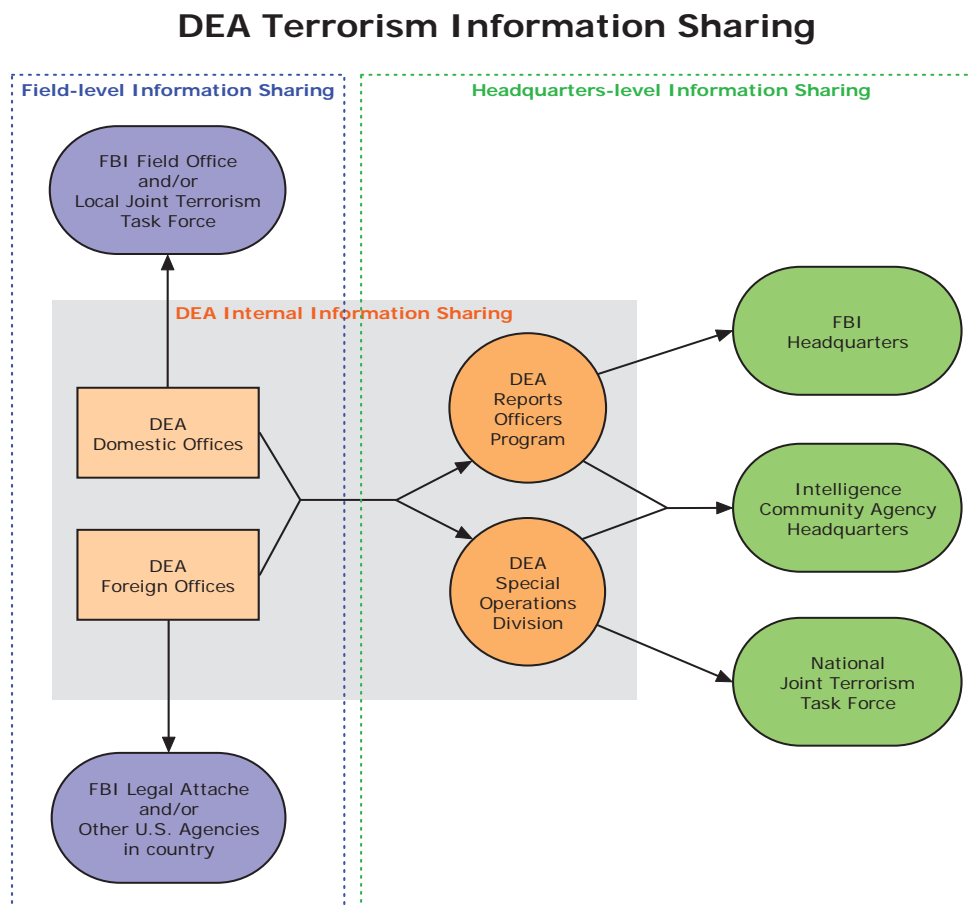 DEA Terrorism Information Sharing
Field-level Information Sharing
Headquarters-level Information Sharing
FBI Field Office
and/or
Local Joint Terrorism
Task Force
DEA Internal Information Sharing
DEA
Domestic Offices
DEA
Foreign Offices
FBI Legal Attache
and/or
Other U.S. Agencies
in country
DEA
Reports
Officers
Program
DEA
Special
Operations
Division
FBI
Headquarters
Intelligence
Community Agency
Headquarters
National
Joint Terrorism
Task Force